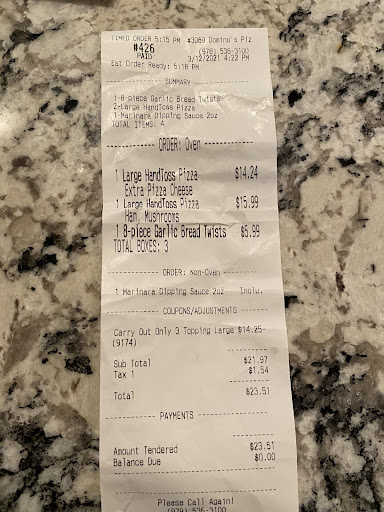 TIMED ORDER 5:15 PM #3069 Domino's Piz
#426 (978) 536-3100
PAID 3/12/2021 4:22 PM
Est Order Ready: 5:18 PM
SUMMARY
1-8-piece Garlic Bread Twists
2-Large HandToss Pizza
1-Marinara Dipping Sauce 2oz
TOTAL ITEMS: 4
ORDER: Oven
1 Large HandToss Pizza $14.24
Extra Pizza Cheese
1 Large HandToss Pizza $15.99
Ham, Mushrooms
1 8-piece Garlic Bread Twists $5.99
TOTAL BOXES: 3
ORDER: Non-Oven
1 Marinara Dipping Sauce 2oz Inclu.
COUPONS/ADJUSTMENTS
Carry Out Only 3 Topping Large $14.25-
(9174)
Sub Total $21.97
Tax 1 $1.54
Total $23.51
PAYMENTS
Amount Tendered $23.51
Balance Due $0.00
Please Call Again!
(978) 536-3100